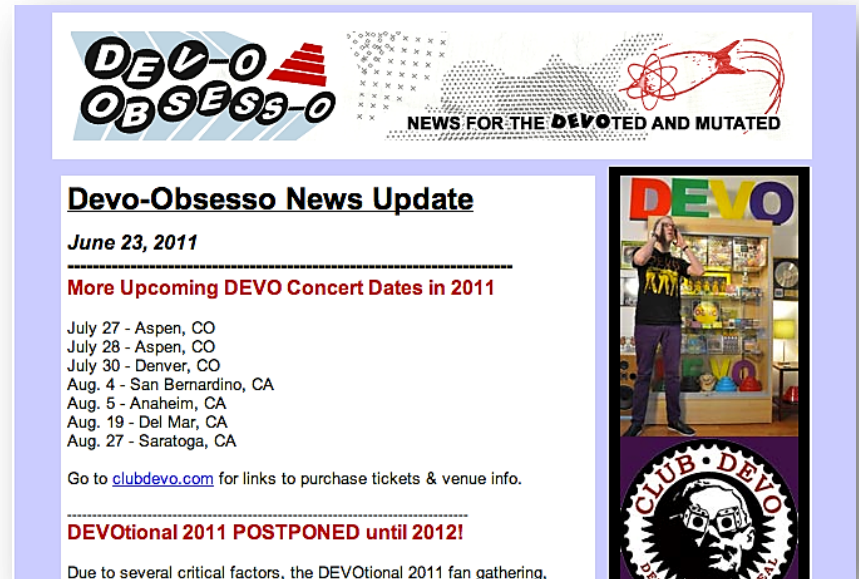 DEV-O
OBSESS-O
NEWS FOR THE DEVOTED AND MUTATED
Devo-Obsesso News Update
June 23, 2011
More Upcoming DEVO Concert Dates in 2011
July 27 - Aspen, CO
July 28 - Aspen, CO
July 30 - Denver, CO
Aug. 4 - San Bernardino, CA
Aug. 5 - Anaheim, CA
Aug. 19 - Del Mar, CA
Aug. 27 - Saratoga, CA
Go to clubdevo.com for links to purchase tickets & venue info.
DEVOtional 2011 POSTPONED until 2012!
Due to several critical factors, the DEVOtional 2011 fan gathering,
DEVO
DEVO
CLUB • DEVO